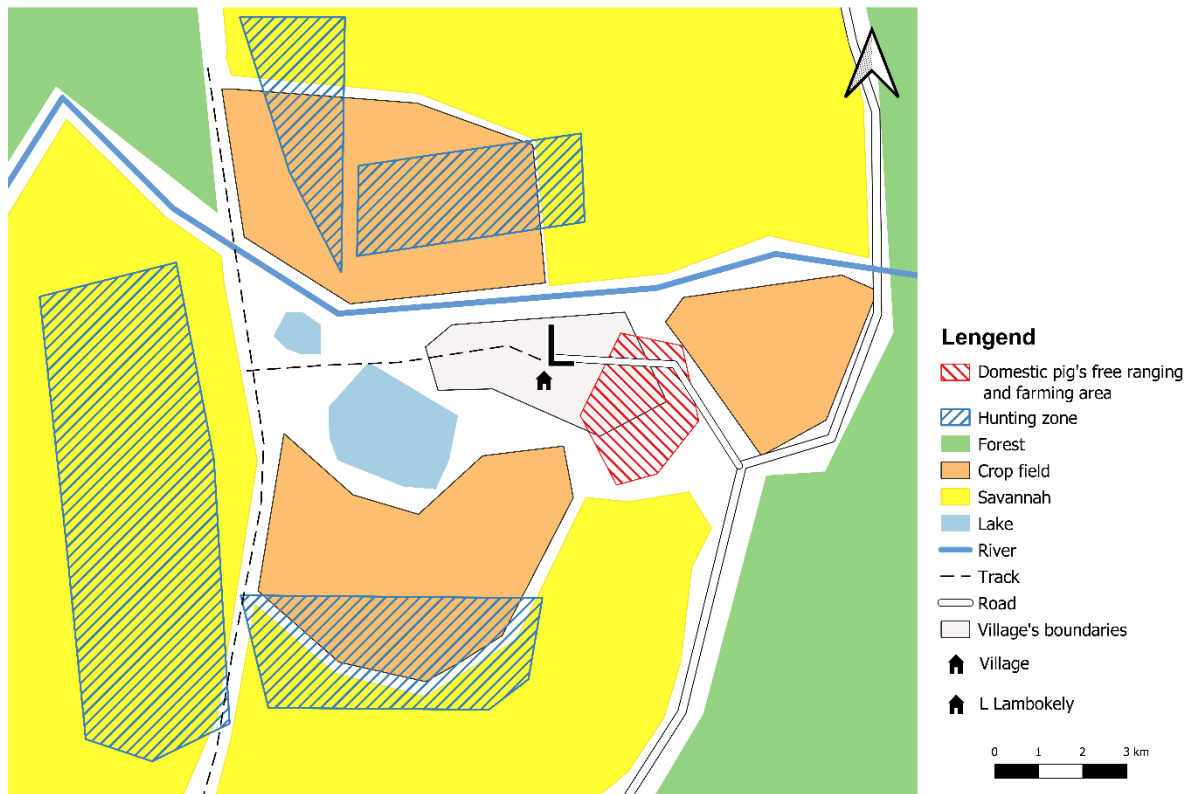 L
Lengend
Domestic pig's free ranging
and farming area
Hunting zone
Forest
Crop field
Savannah
Lake
River
Track
Road
Village's boundaries
Village
L Lambokely
0 1 2 3 km